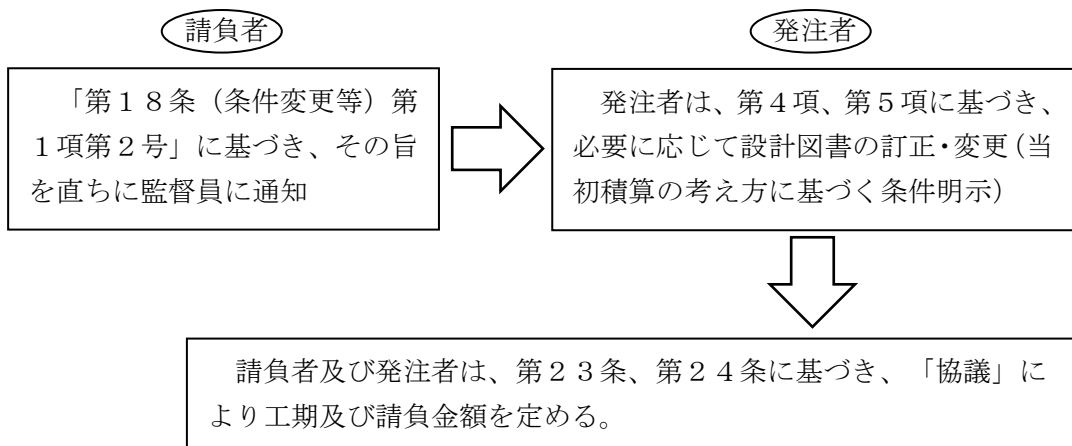 請負者
「第18条(条件変更等)第
1項第2号」に基づき、その旨
を直ちに監督員に通知
発注者
発注者は、第4項、第5項に基づき、
必要に応じて設計図書の訂正・変更(当
初積算の考え方に基づく条件明示)
請負者及び発注者は、第23条、第24条に基づき、「協議」に
より工期及び請負金額を定める。